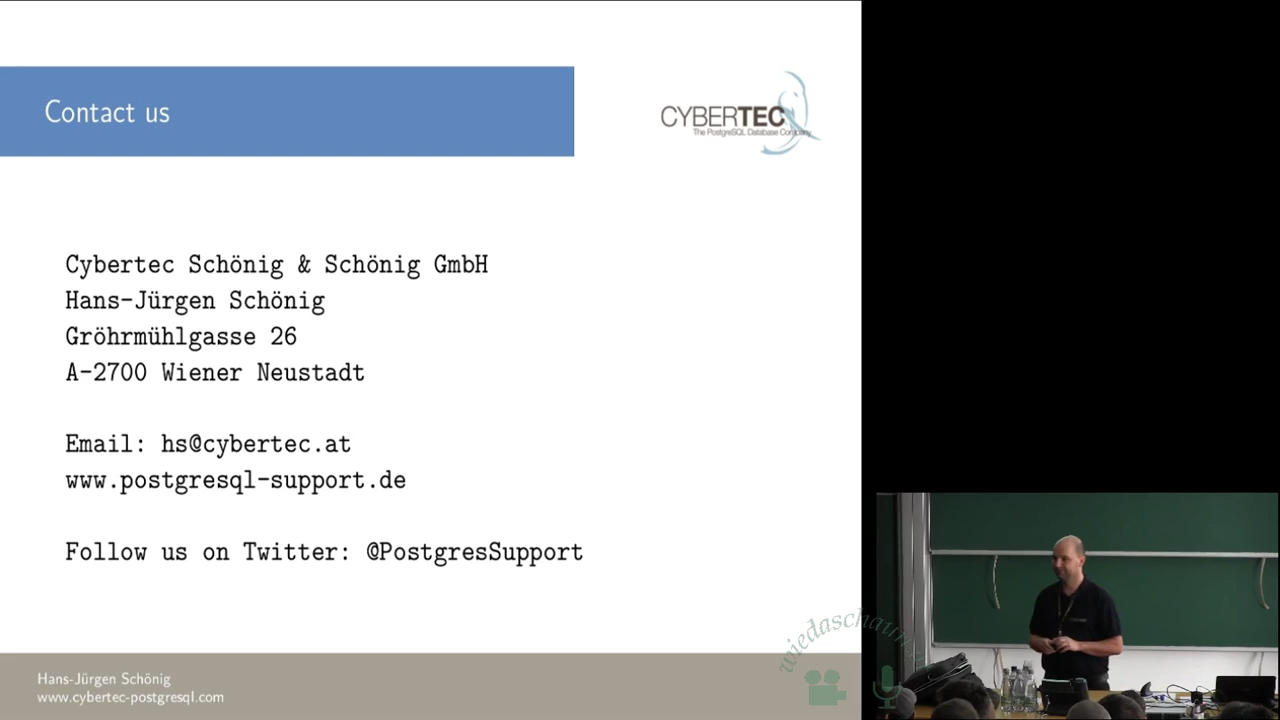 Contact us
CYBERTEC
The PostgreSQL Database Company
Cybertec Schönig & Schönig GmbH
Hans-Jürgen Schönig
Gröhrmühlgasse 26
A-2700 Wiener Neustadt
Email: hs@cybertec.at
www.postgresql-support.de
Follow us on Twitter: @PostgresSupport
Hans-Jürgen Schönig
www.cybertec-postgresql.com